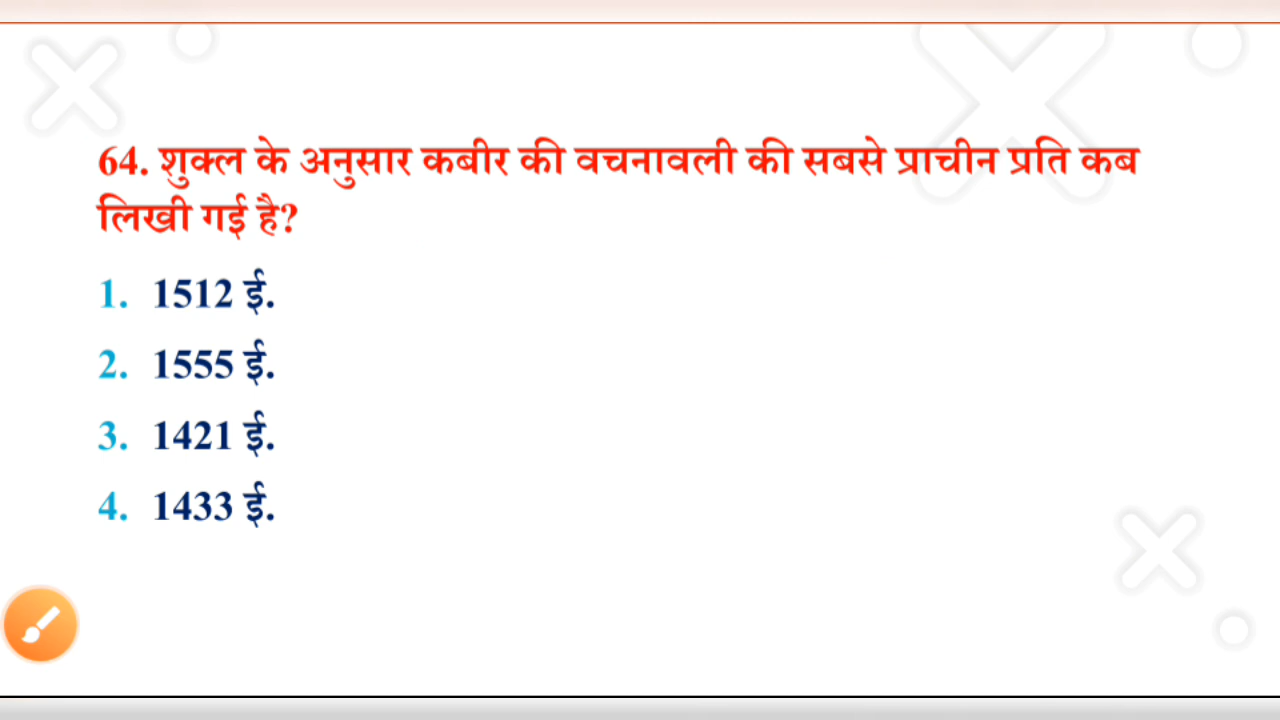 64. शुक्ल के अनुसार कबीर की वचनावली की सबसे प्राचीन प्रति कब
लिखी गई है?
1. 1512 ई.
2. 1555 ई.
3. 1421 ई.
4. 1433 ई.